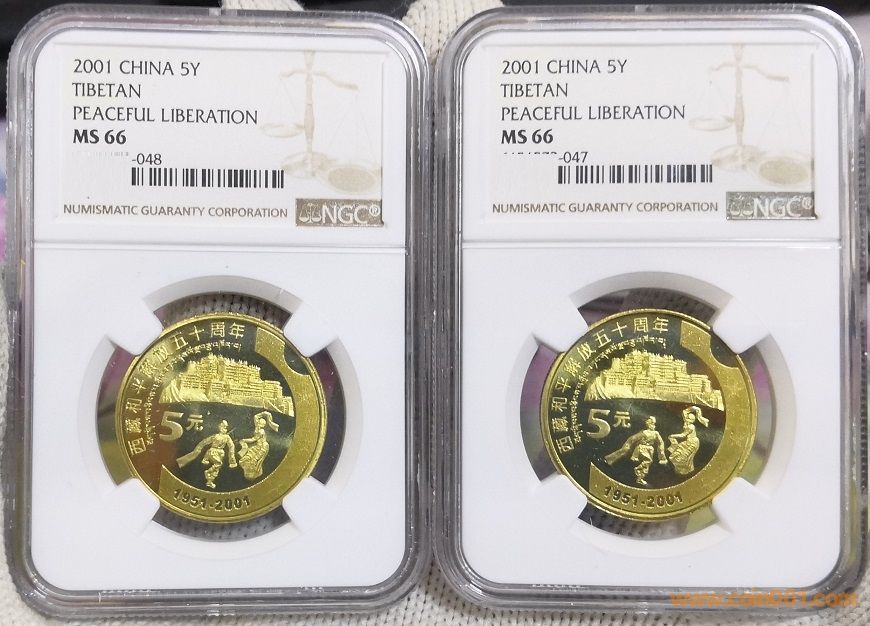 2001 CHINA 5Y
TIBETAN
PEACEFUL LIBERATION
MS 66
-048
NUMISMATIC GUARANTY CORPORATION
NGC®
西藏和平解放五十周年
5元
1951-2001
2001 CHINA 5Y
TIBETAN
PEACEFUL LIBERATION
MS 66
-047
NUMISMATIC GUARANTY CORPORATION
NGC®
西藏和平解放五十周年
5元
1951-2001
www.coin001.com